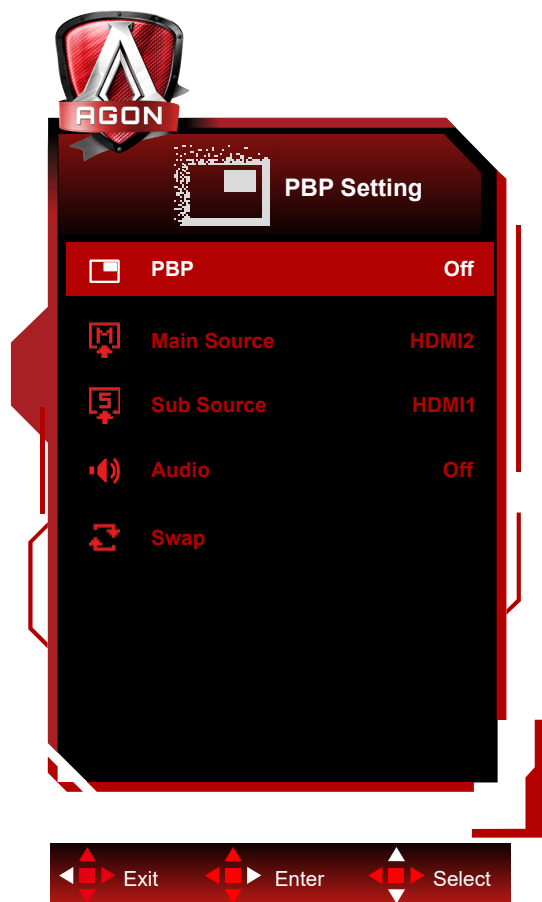 AGON
PBP Setting
PBP Off
Main Source HDMI2
Sub Source HDMI1
Audio Off
Swap
Exit Enter Select